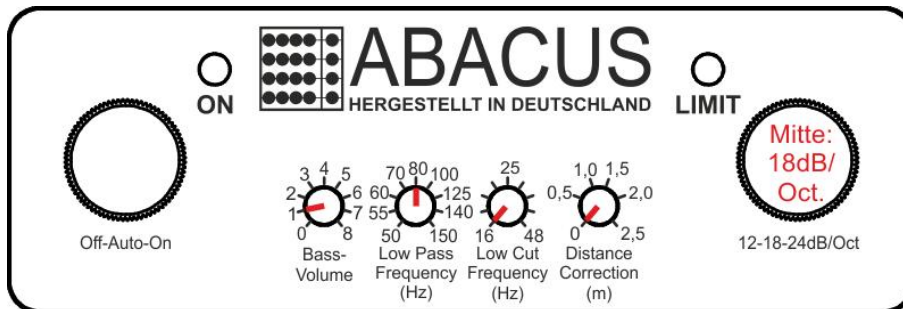 ABACUS
HERGESTELLT IN DEUTSCHLAND
ON
LIMIT
Mitte:
18dB/
Oct.
Off-Auto-On
12-18-24dB/Oct
0 1 2 3 4 5 6 7 8
Bass-
Volume
50 55 60 70 80 100 125 140 150
Low Pass
Frequency
(Hz)
16 25 48
Low Cut
Frequency
(Hz)
0 0,5 1,0 1,5 2,0 2,5
Distance
Correction
(m)